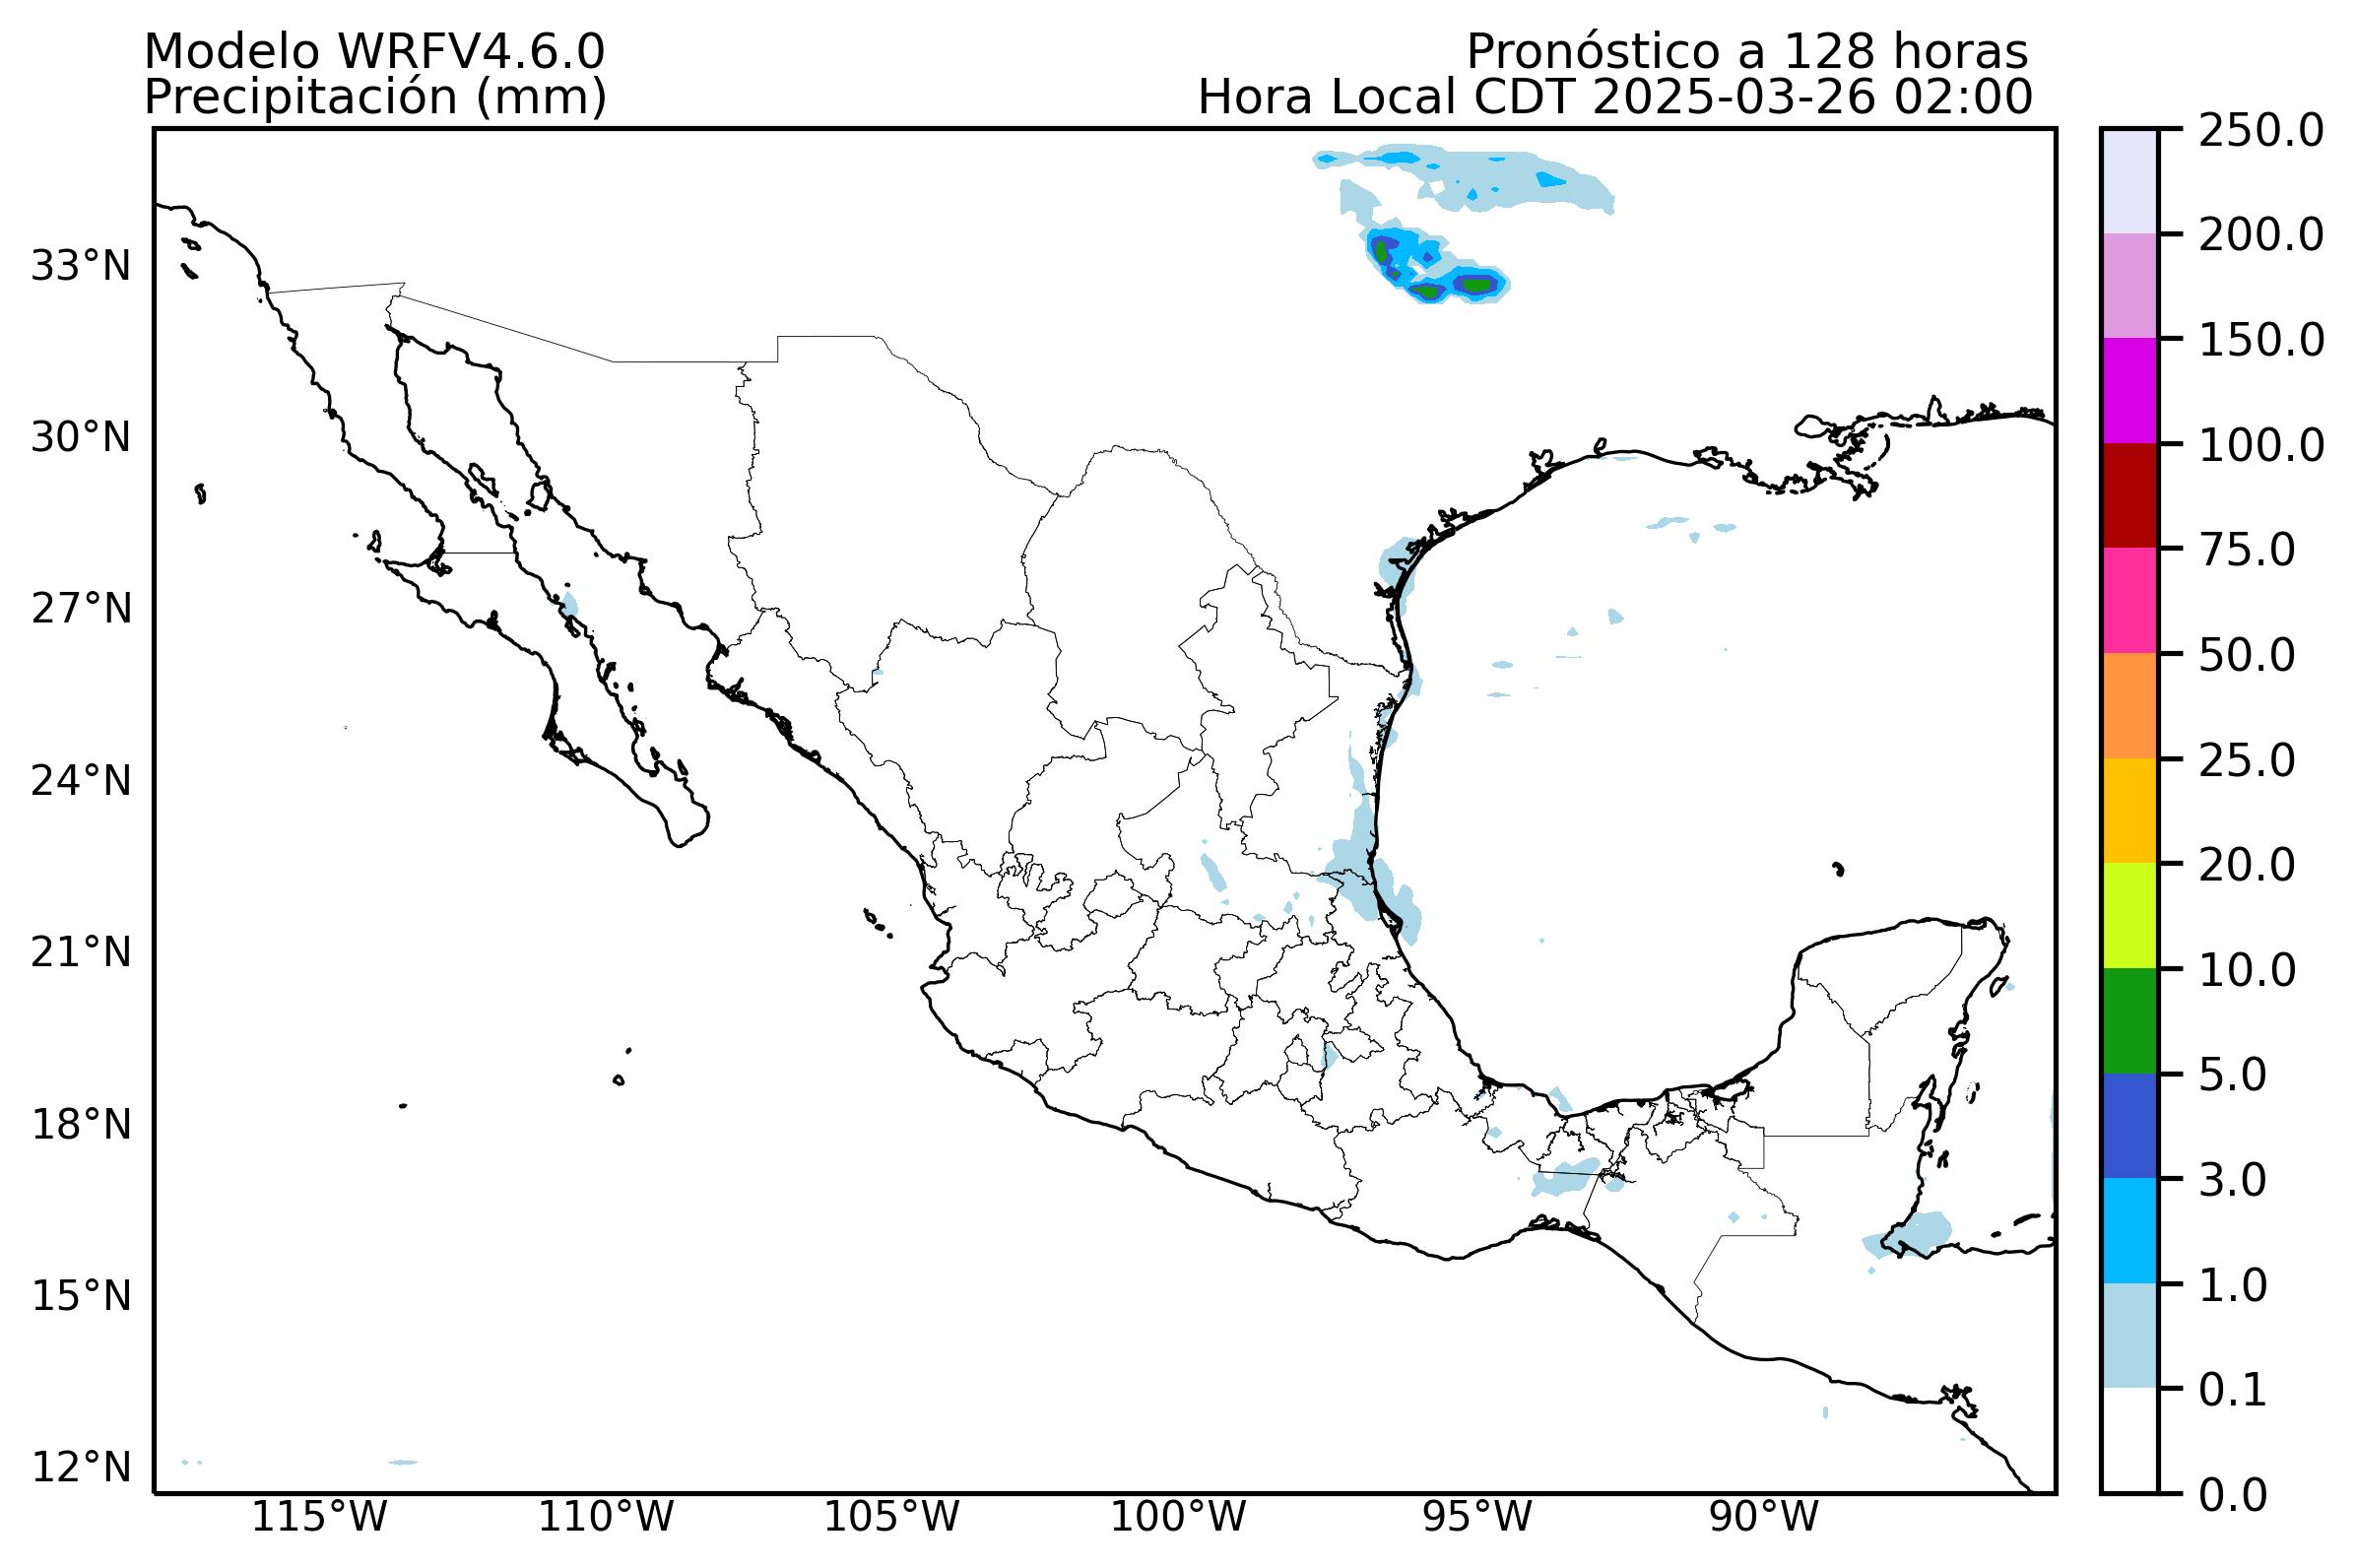 Modelo WRFV4.6.0
Precipitación (mm)
Pronóstico a 128 horas
Hora Local CDT 2025-03-26 02:00
33°N
30°N
27°N
24°N
21°N
18°N
15°N
12°N
115°W
110°W
105°W
100°W
95°W
90°W
250.0
200.0
150.0
100.0
75.0
50.0
25.0
20.0
10.0
5.0
3.0
1.0
0.1
0.0